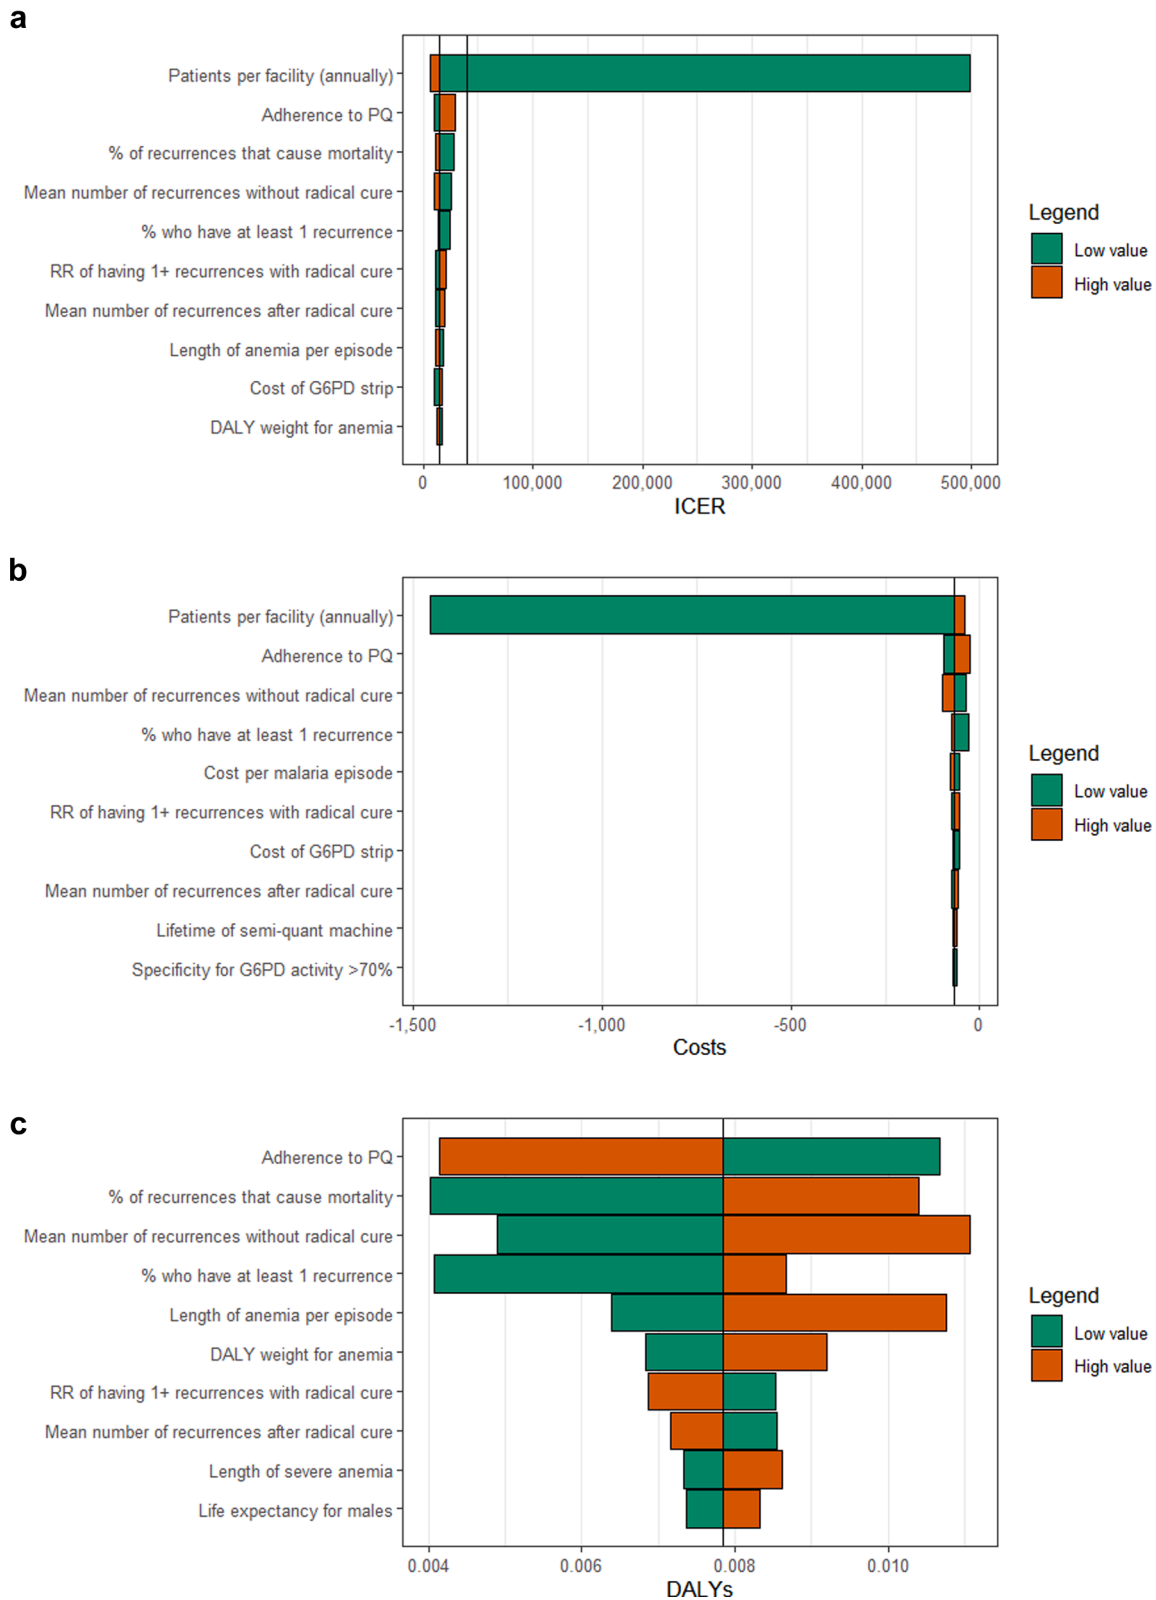 a
Patients per facility (annually)
Adherence to PQ
% of recurrences that cause mortality
Mean number of recurrences without radical cure
% who have at least 1 recurrence
RR of having 1+ recurrences with radical cure
Mean number of recurrences after radical cure
Length of anemia per episode
Cost of G6PD strip
DALY weight for anemia
0 100,000 200,000 300,000 400,000 500,000
ICER
Legend
Low value
High value
b
Patients per facility (annually)
Adherence to PQ
Mean number of recurrences without radical cure
% who have at least 1 recurrence
Cost per malaria episode
RR of having 1+ recurrences with radical cure
Cost of G6PD strip
Mean number of recurrences after radical cure
Lifetime of semi-quant machine
Specificity for G6PD activity >70%
-1,500 -1,000 -500 0
Costs
Legend
Low value
High value
c
Adherence to PQ
% of recurrences that cause mortality
Mean number of recurrences without radical cure
% who have at least 1 recurrence
Length of anemia per episode
DALY weight for anemia
RR of having 1+ recurrences with radical cure
Mean number of recurrences after radical cure
Length of severe anemia
Life expectancy for males
0.004 0.006 0.008 0.010
DALYs
Legend
Low value
High value